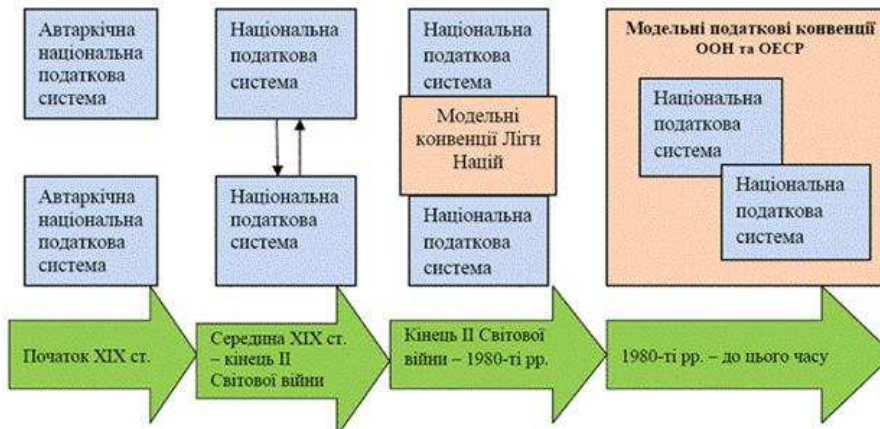 Автаркічна
національна
податкова
система
Автаркічна
національна
податкова
система
Початок XIX ст.
Національна
податкова
система
Національна
податкова
система
Середина XIX ст.
– кінець II
Світової війни
Національна
податкова
система
Модельні
конвенції Ліги
Націй
Національна
податкова
система
Кінець II Світової
війни – 1980-ті рр.
Модельні податкові конвенції
ООН та ОЕСР
Національна
податкова
система
Національна
податкова
система
1980-ті рр. – до цього часу